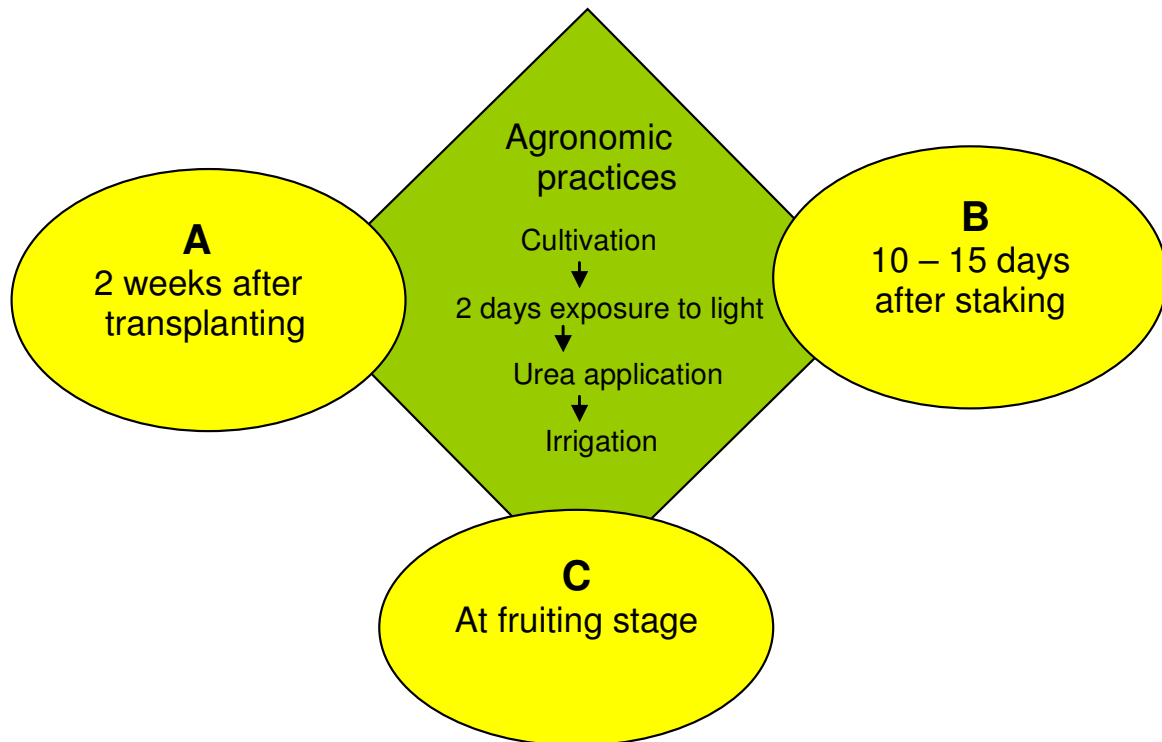 Agronomic
practices
Cultivation
2 days exposure to light
Urea application
Irrigation
A
2 weeks after
transplanting
B
10 – 15 days
after staking
C
At fruiting stage